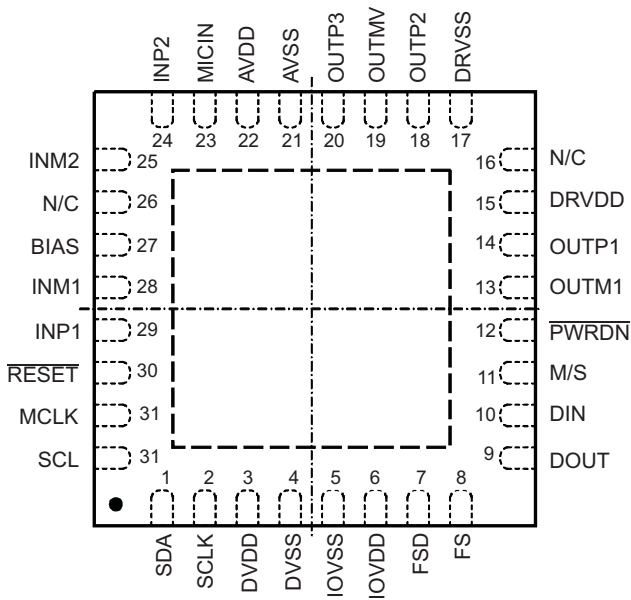 INP2 MICIN AVDD AVSS OUTP3 OUTMV OUTP2 DRVSS
24 23 22 21 20 19 18 17
INM2 25 16 N/C
N/C 26 15 DRVDD
BIAS 27 14 OUTP1
INM1 28 13 OUTM1
INP1 29 12 PWRDN
RESET 30 11 M/S
MCLK 31 10 DIN
SCL 31 9 DOUT
1 2 3 4 5 6 7 8
SDA SCLK DVDD DVSS IOVSS IOVDD FSD FS